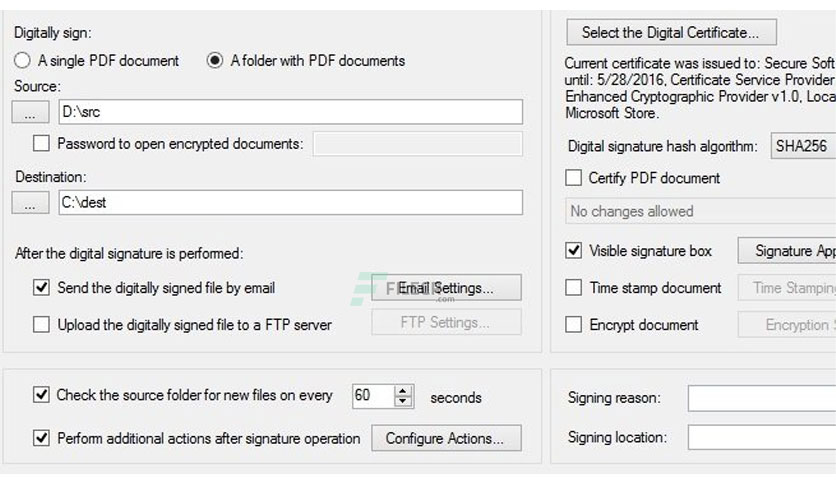 Digitally sign:
A single PDF document
A folder with PDF documents
Source:
...
D:\src
Password to open encrypted documents:
Destination:
...
C:\dest
After the digital signature is performed:
Send the digitally signed file by email
Email Settings...
.com
Upload the digitally signed file to a FTP server
FTP Settings...
Check the source folder for new files on every
60
seconds
Perform additional actions after signature operation
Configure Actions...
Select the Digital Certificate...
Current certificate was issued to: Secure Soft
until: 5/28/2016, Certificate Service Provider
Enhanced Cryptographic Provider v1.0, Loca
Microsoft Store.
Digital signature hash algorithm:
SHA256
Certify PDF document
No changes allowed
Visible signature box
Signature App
Time stamp document
Time Stamping
Encrypt document
Encryption
Signing reason:
Signing location: